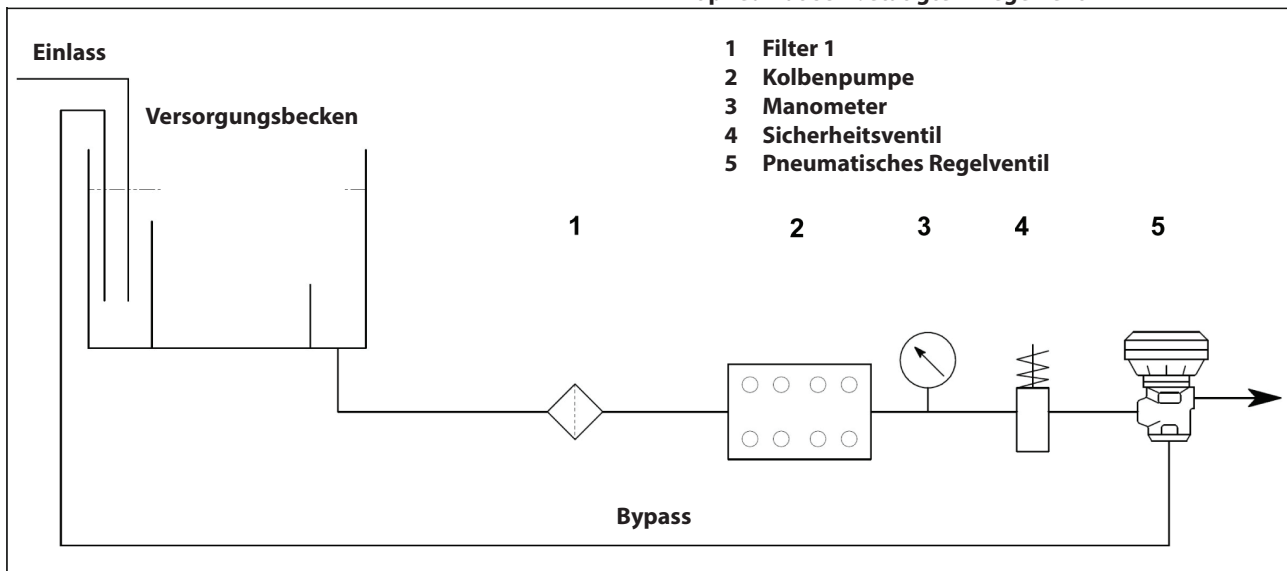 Einlass
Versorgungsbecken
1 Filter 1
2 Kolbenpumpe
3 Manometer
4 Sicherheitsventil
5 Pneumatisches Regelventil
1 2 3 4 5
Bypass